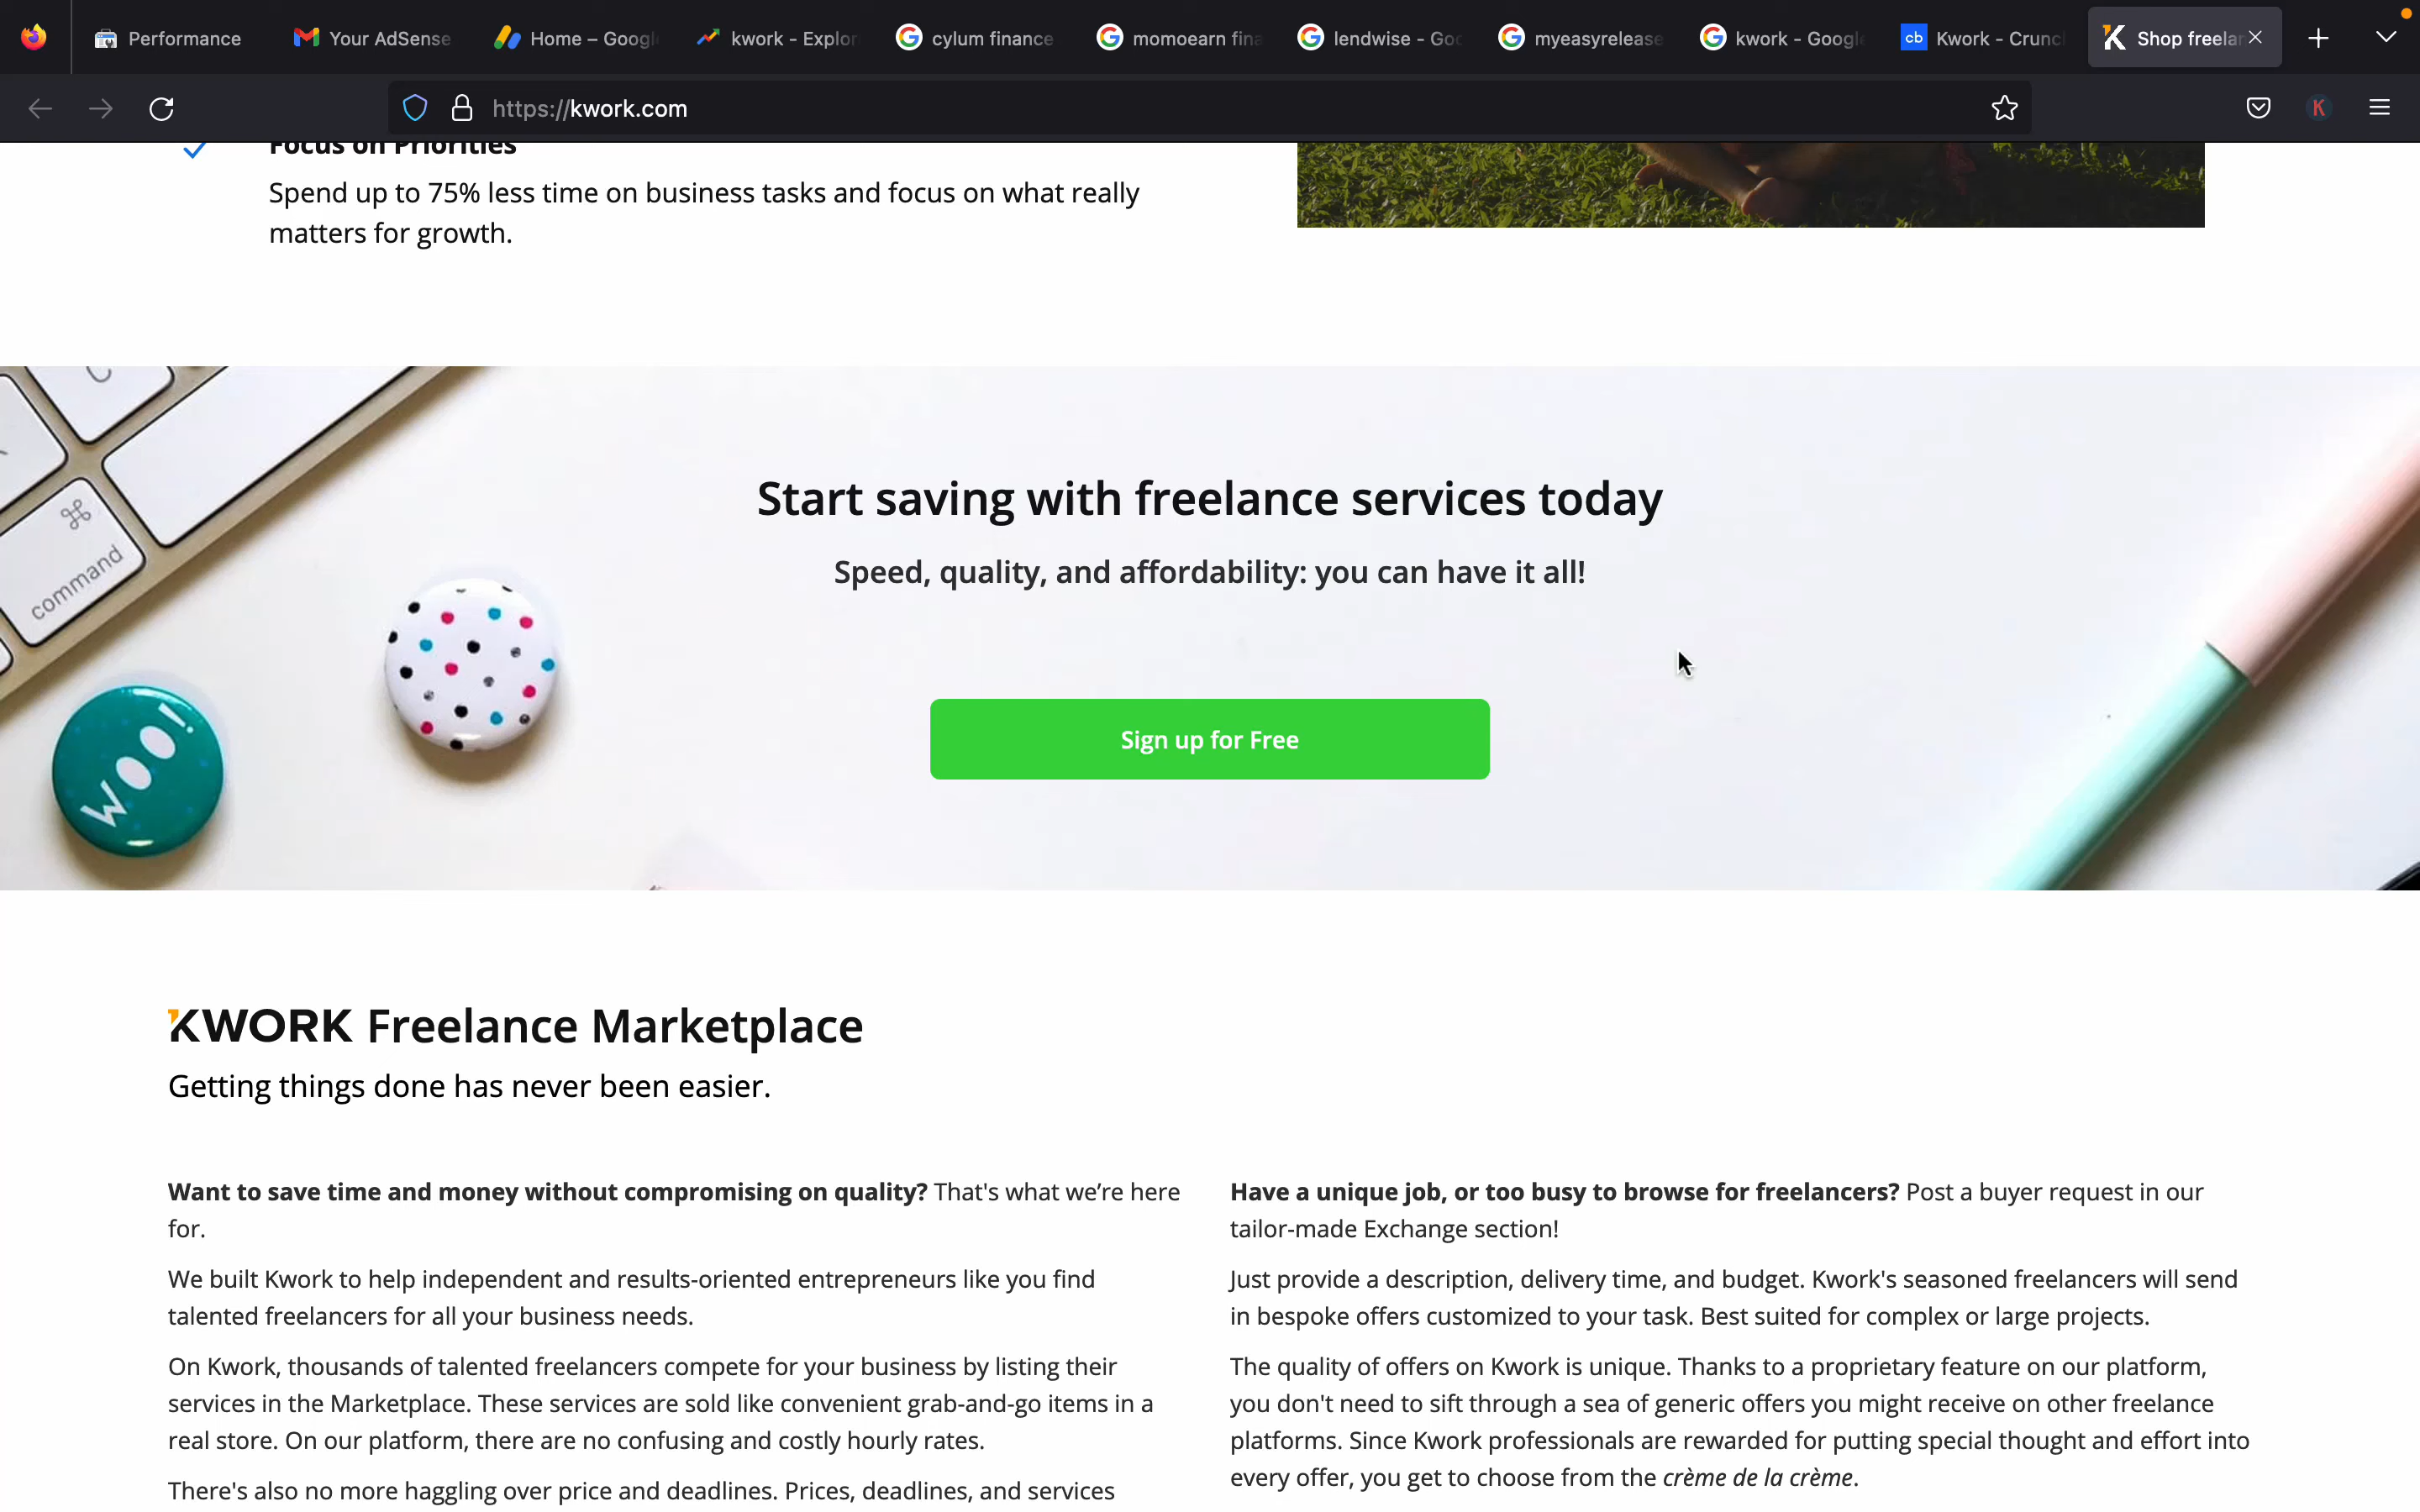 Performance
Your AdSense
Home – Googl
kwork - Explor
cylum finance
momoearn fina
lendwise - Goo
myeasyrelease
kwork - Google
cb
Kwork - Crunc
Shop freelar
https://kwork.com
K
Focus on Priorities
Spend up to 75% less time on business tasks and focus on what really
matters for growth.
Start saving with freelance services today
Speed, quality, and affordability: you can have it all!
command
WOO!
Sign up for Free
KWORK Freelance Marketplace
Getting things done has never been easier.
Want to save time and money without compromising on quality? That's what we’re here
for.
We built Kwork to help independent and results-oriented entrepreneurs like you find
talented freelancers for all your business needs.
On Kwork, thousands of talented freelancers compete for your business by listing their
services in the Marketplace. These services are sold like convenient grab-and-go items in a
real store. On our platform, there are no confusing and costly hourly rates.
There's also no more haggling over price and deadlines. Prices, deadlines, and services
Have a unique job, or too busy to browse for freelancers? Post a buyer request in our
tailor-made Exchange section!
Just provide a description, delivery time, and budget. Kwork's seasoned freelancers will send
in bespoke offers customized to your task. Best suited for complex or large projects.
The quality of offers on Kwork is unique. Thanks to a proprietary feature on our platform,
you don't need to sift through a sea of generic offers you might receive on other freelance
platforms. Since Kwork professionals are rewarded for putting special thought and effort into
every offer, you get to choose from the crème de la crème.